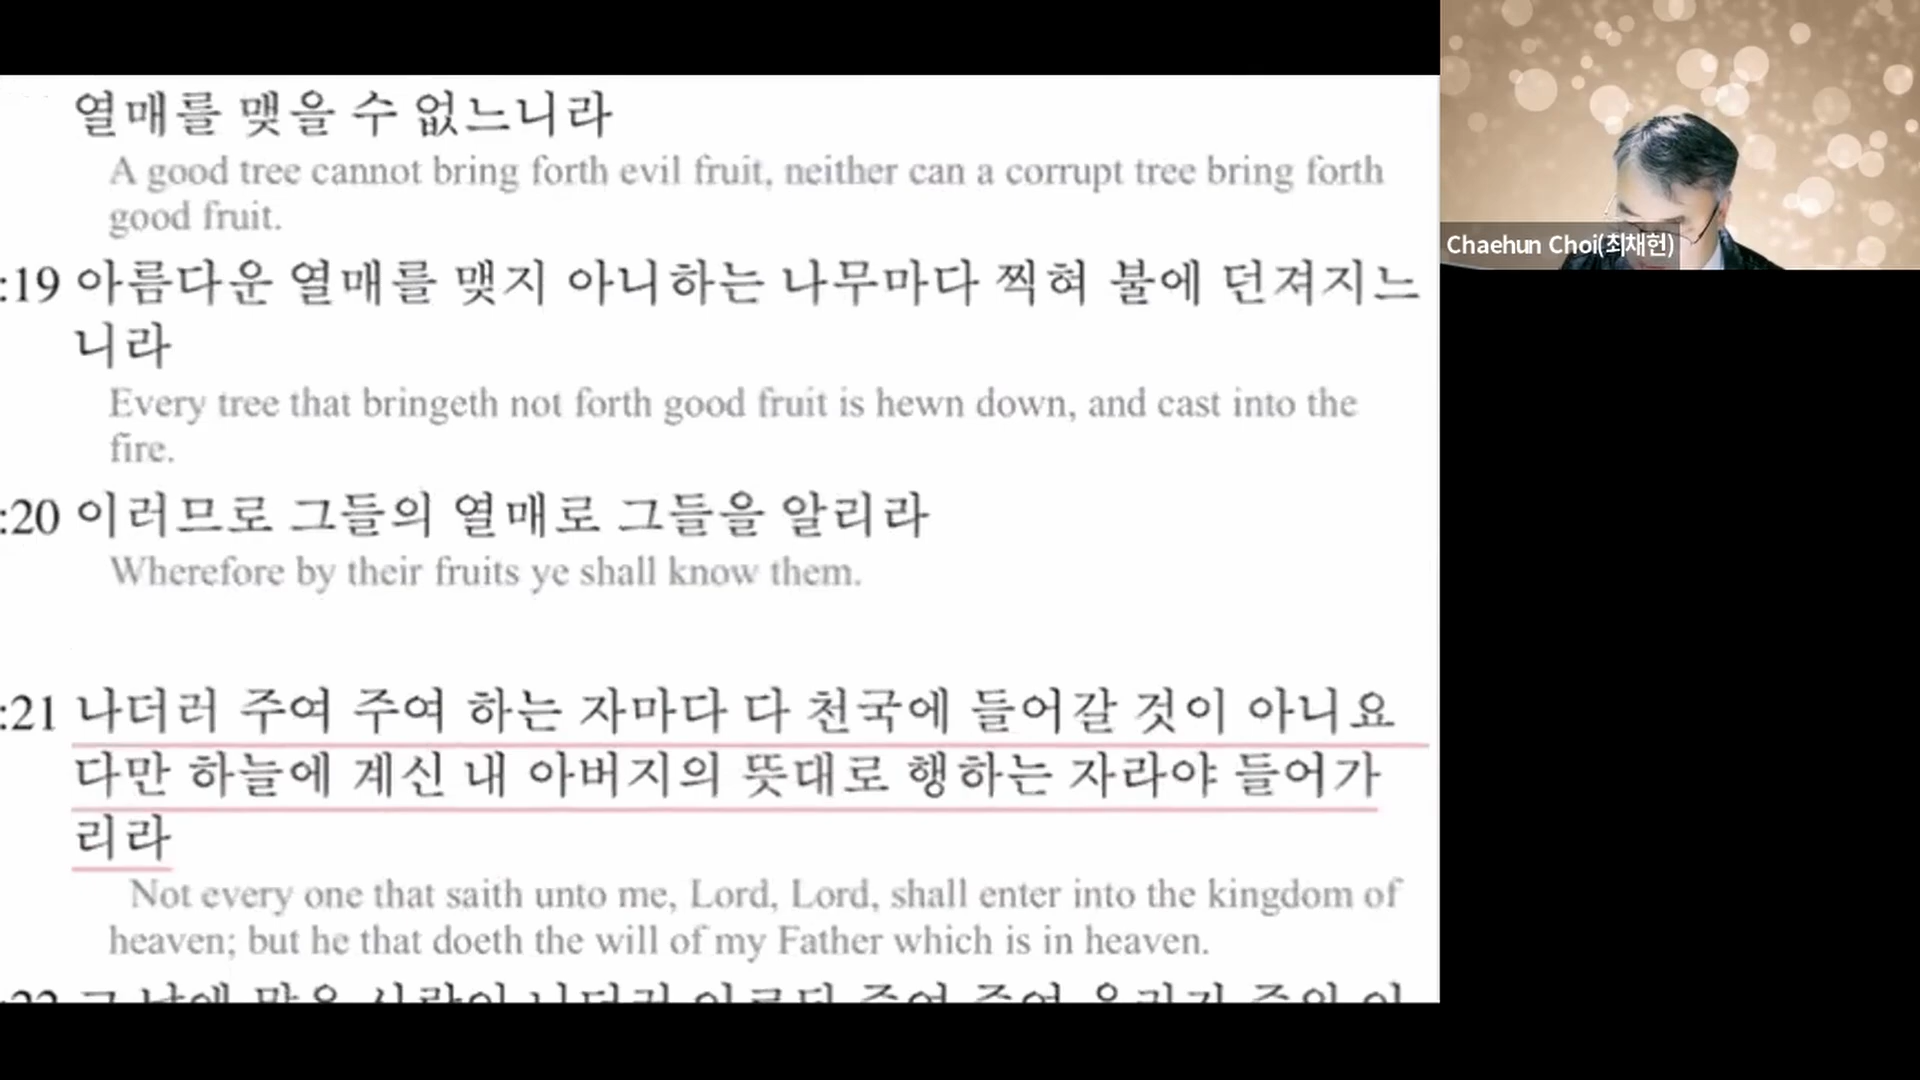 열매를 맺을 수 없느니라
A good tree cannot bring forth evil fruit, neither can a corrupt tree bring forth
good fruit.
:19 아름다운 열매를 맺지 아니하는 나무마다 찍혀 불에 던져지느
니라
Every tree that bringeth not forth good fruit is hewn down, and cast into the
fire.
:20 이러므로 그들의 열매로 그들을 알리라
Wherefore by their fruits ye shall know them.
:21 나더러 주여 주여 하는 자마다 다 천국에 들어갈 것이 아니요
다만 하늘에 계신 내 아버지의 뜻대로 행하는 자라야 들어가
리라
Not every one that saith unto me, Lord, Lord, shall enter into the kingdom of
heaven; but he that doeth the will of my Father which is in heaven.
Chaehun Choi(최채헌)